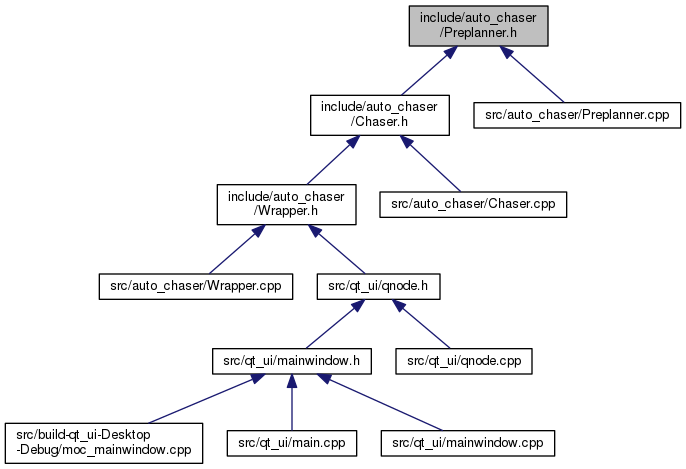 include/auto_chaser
/Preplanner.h
include/auto_chaser
/Chaser.h
src/auto_chaser/Preplanner.cpp
include/auto_chaser
/Wrapper.h
src/auto_chaser/Chaser.cpp
src/auto_chaser/Wrapper.cpp
src/qt_ui/qnode.h
src/qt_ui/mainwindow.h
src/qt_ui/qnode.cpp
src/build-qt_ui-Desktop
-Debug/moc_mainwindow.cpp
src/qt_ui/main.cpp
src/qt_ui/mainwindow.cpp